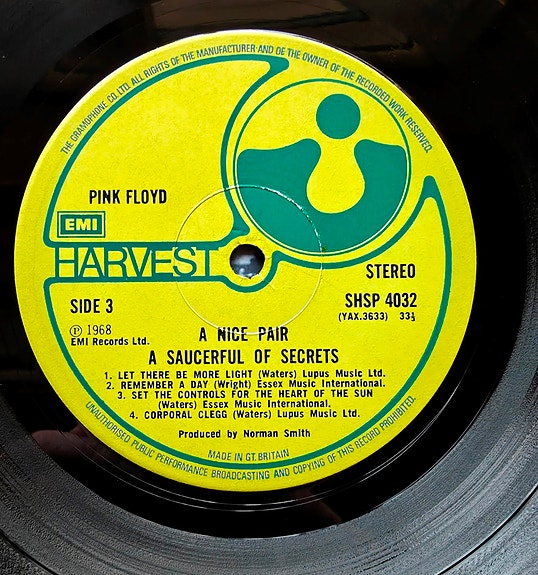 THE GRAMOPHONE CO. LTD. ALL RIGHTS OF THE MANUFACTURER AND OF THE OWNER OF THE RECORDED WORK RESERVED.
PINK FLOYD
EMI
HARVEST
STEREO
SIDE 3
SHSP 4032
(YAX.3633) 33⅓
Ⓟ 1968
EMI Records Ltd.
A NICE PAIR
A SAUCERFUL OF SECRETS
1. LET THERE BE MORE LIGHT (Waters) Lupus Music Ltd.
2. REMEMBER A DAY (Wright) Essex Music International.
3. SET THE CONTROLS FOR THE HEART OF THE SUN
(Waters) Essex Music International.
4. CORPORAL CLEGG (Waters) Lupus Music Ltd.
Produced by Norman Smith
MADE IN GT. BRITAIN
UNAUTHORISED PUBLIC PERFORMANCE BROADCASTING AND COPYING OF THIS RECORD PROHIBITED.